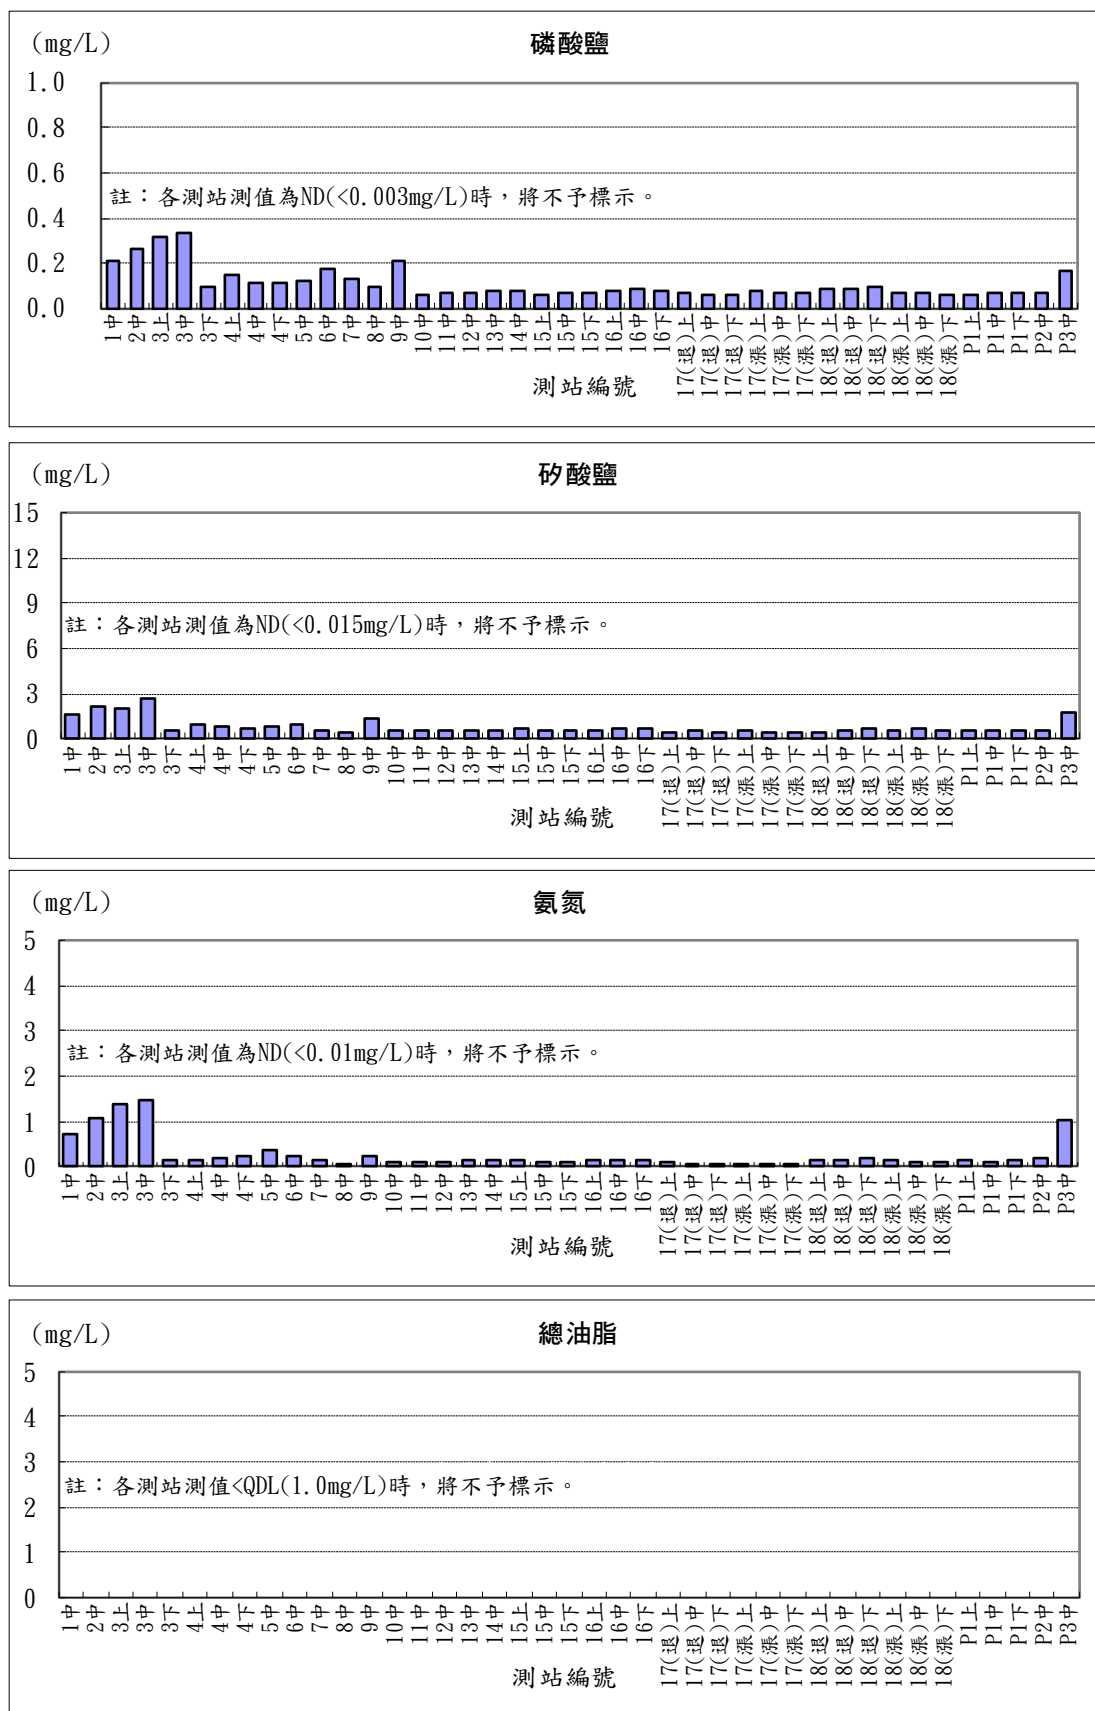 (mg/L)
磷酸鹽
1.0
0.8
0.6
註：各測站測值為ND(<0.003mg/L)時，將不予標示。
0.4
0.2
0.0
1中 2中 3上 3中 3下 4上 4中 4下 5中 6中 7中 8中 9中 10中 11中 12中 13中 14中 15上 15中 15下 16上 16中 16下 17(退)上 17(退)中 17(退)下 17(漲)上 17(漲)中 17(漲)下 18(退)上 18(退)中 18(退)下 18(漲)上 18(漲)中 18(漲)下 P1上 P1中 P1下 P2中 P3中
測站編號
(mg/L)
矽酸鹽
15
12
9
註：各測站測值為ND(<0.015mg/L)時，將不予標示。
6
3
0
1中 2中 3上 3中 3下 4上 4中 4下 5中 6中 7中 8中 9中 10中 11中 12中 13中 14中 15上 15中 15下 16上 16中 16下 17(退)上 17(退)中 17(退)下 17(漲)上 17(漲)中 17(漲)下 18(退)上 18(退)中 18(退)下 18(漲)上 18(漲)中 18(漲)下 P1上 P1中 P1下 P2中 P3中
測站編號
(mg/L)
氨氮
5
4
3
註：各測站測值為ND(<0.01mg/L)時，將不予標示。
2
1
0
1中 2中 3上 3中 3下 4上 4中 4下 5中 6中 7中 8中 9中 10中 11中 12中 13中 14中 15上 15中 15下 16上 16中 16下 17(退)上 17(退)中 17(退)下 17(漲)上 17(漲)中 17(漲)下 18(退)上 18(退)中 18(退)下 18(漲)上 18(漲)中 18(漲)下 P1上 P1中 P1下 P2中 P3中
測站編號
(mg/L)
總油脂
5
4
3
註：各測站測值<QDL(1.0mg/L)時，將不予標示。
2
1
0
1中 2中 3上 3中 3下 4上 4中 4下 5中 6中 7中 8中 9中 10中 11中 12中 13中 14中 15上 15中 15下 16上 16中 16下 17(退)上 17(退)中 17(退)下 17(漲)上 17(漲)中 17(漲)下 18(退)上 18(退)中 18(退)下 18(漲)上 18(漲)中 18(漲)下 P1上 P1中 P1下 P2中 P3中
測站編號